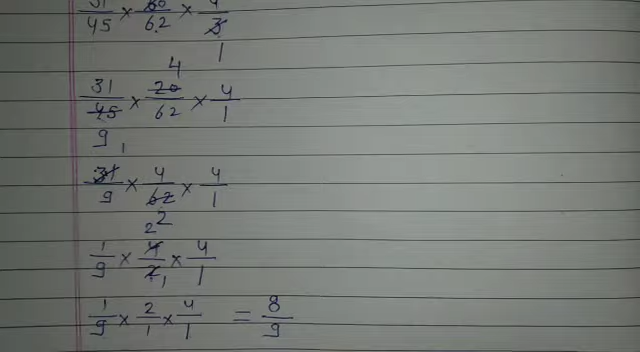 31/45 × 60/62 × 4/3
1
4
31/45 × 20/62 × 4/1
9 1
31/9 × 4/62 × 4/1
2 2
1/9 × 4/2 × 4/1
1
1/9 × 2/1 × 4/1 = 8/9